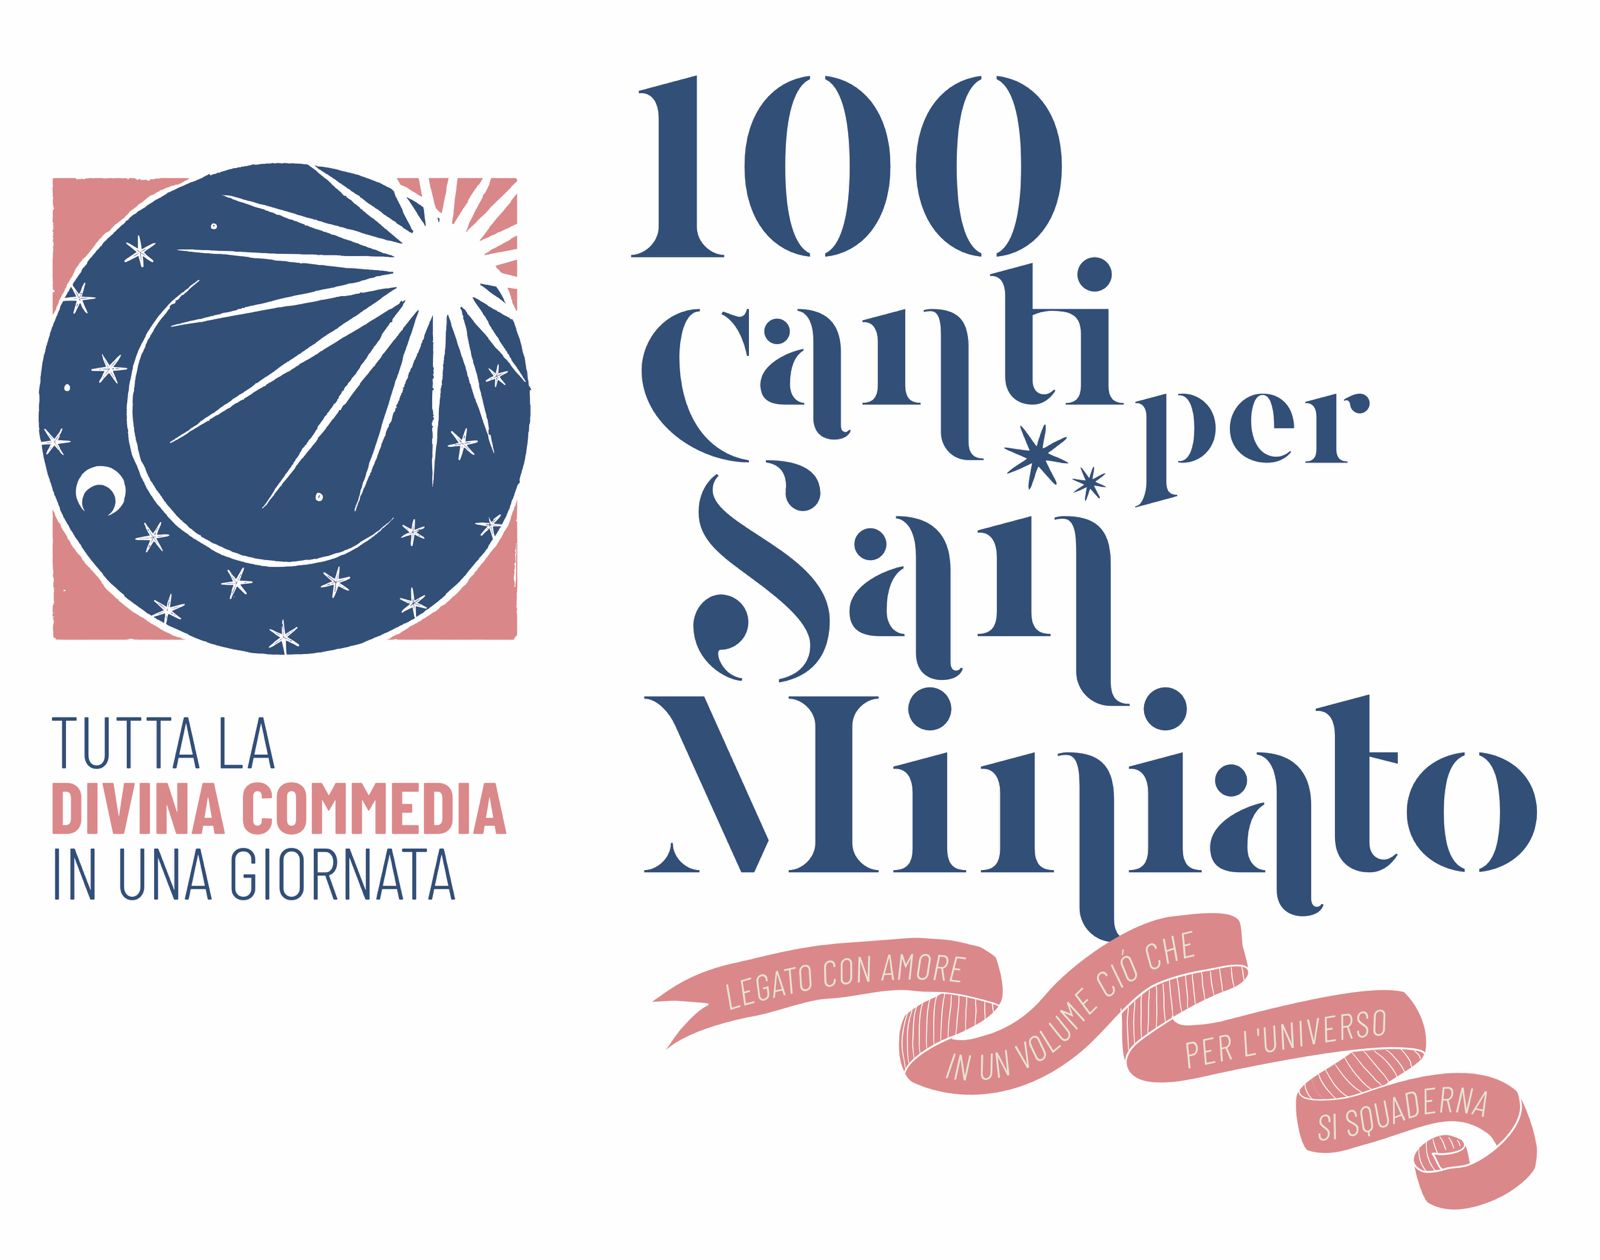 100
Canti per
San
Miniato
TUTTA LA
DIVINA COMMEDIA
IN UNA GIORNATA
LEGATO CON AMORE
IN UN VOLUME CIÓ CHE
PER L'UNIVERSO
SI SQUADERNA